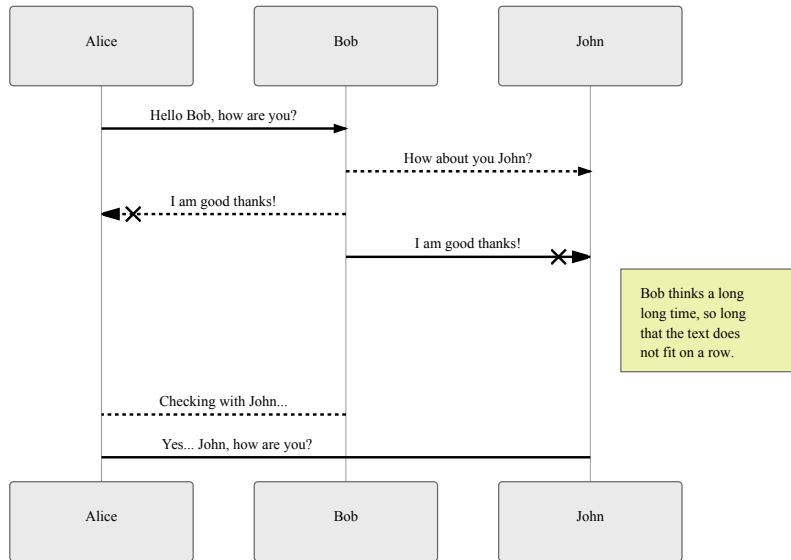 Alice
Bob
John
Hello Bob, how are you?
How about you John?
I am good thanks!
I am good thanks!
Bob thinks a long
long time, so long
that the text does
not fit on a row.
Checking with John...
Yes... John, how are you?
Alice
Bob
John